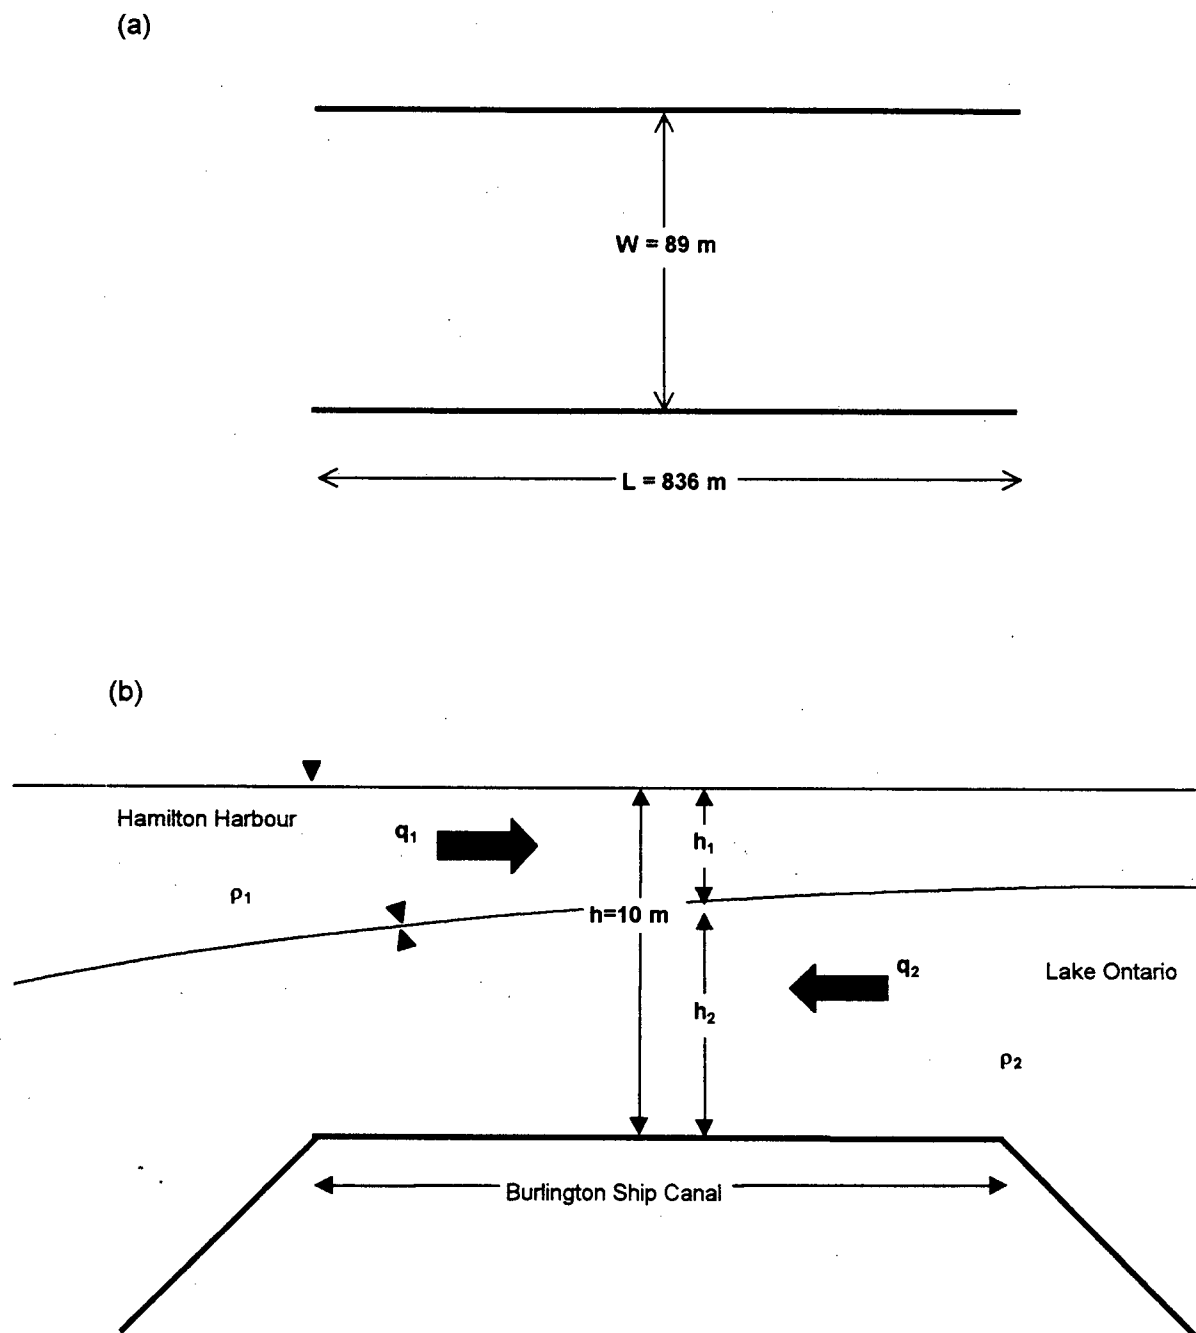 (a)
W = 89 m
L = 836 m
(b)
Hamilton Harbour
q₁
h₁
ρ₁
h=10 m
q₂
Lake Ontario
h₂
ρ₂
Burlington Ship Canal